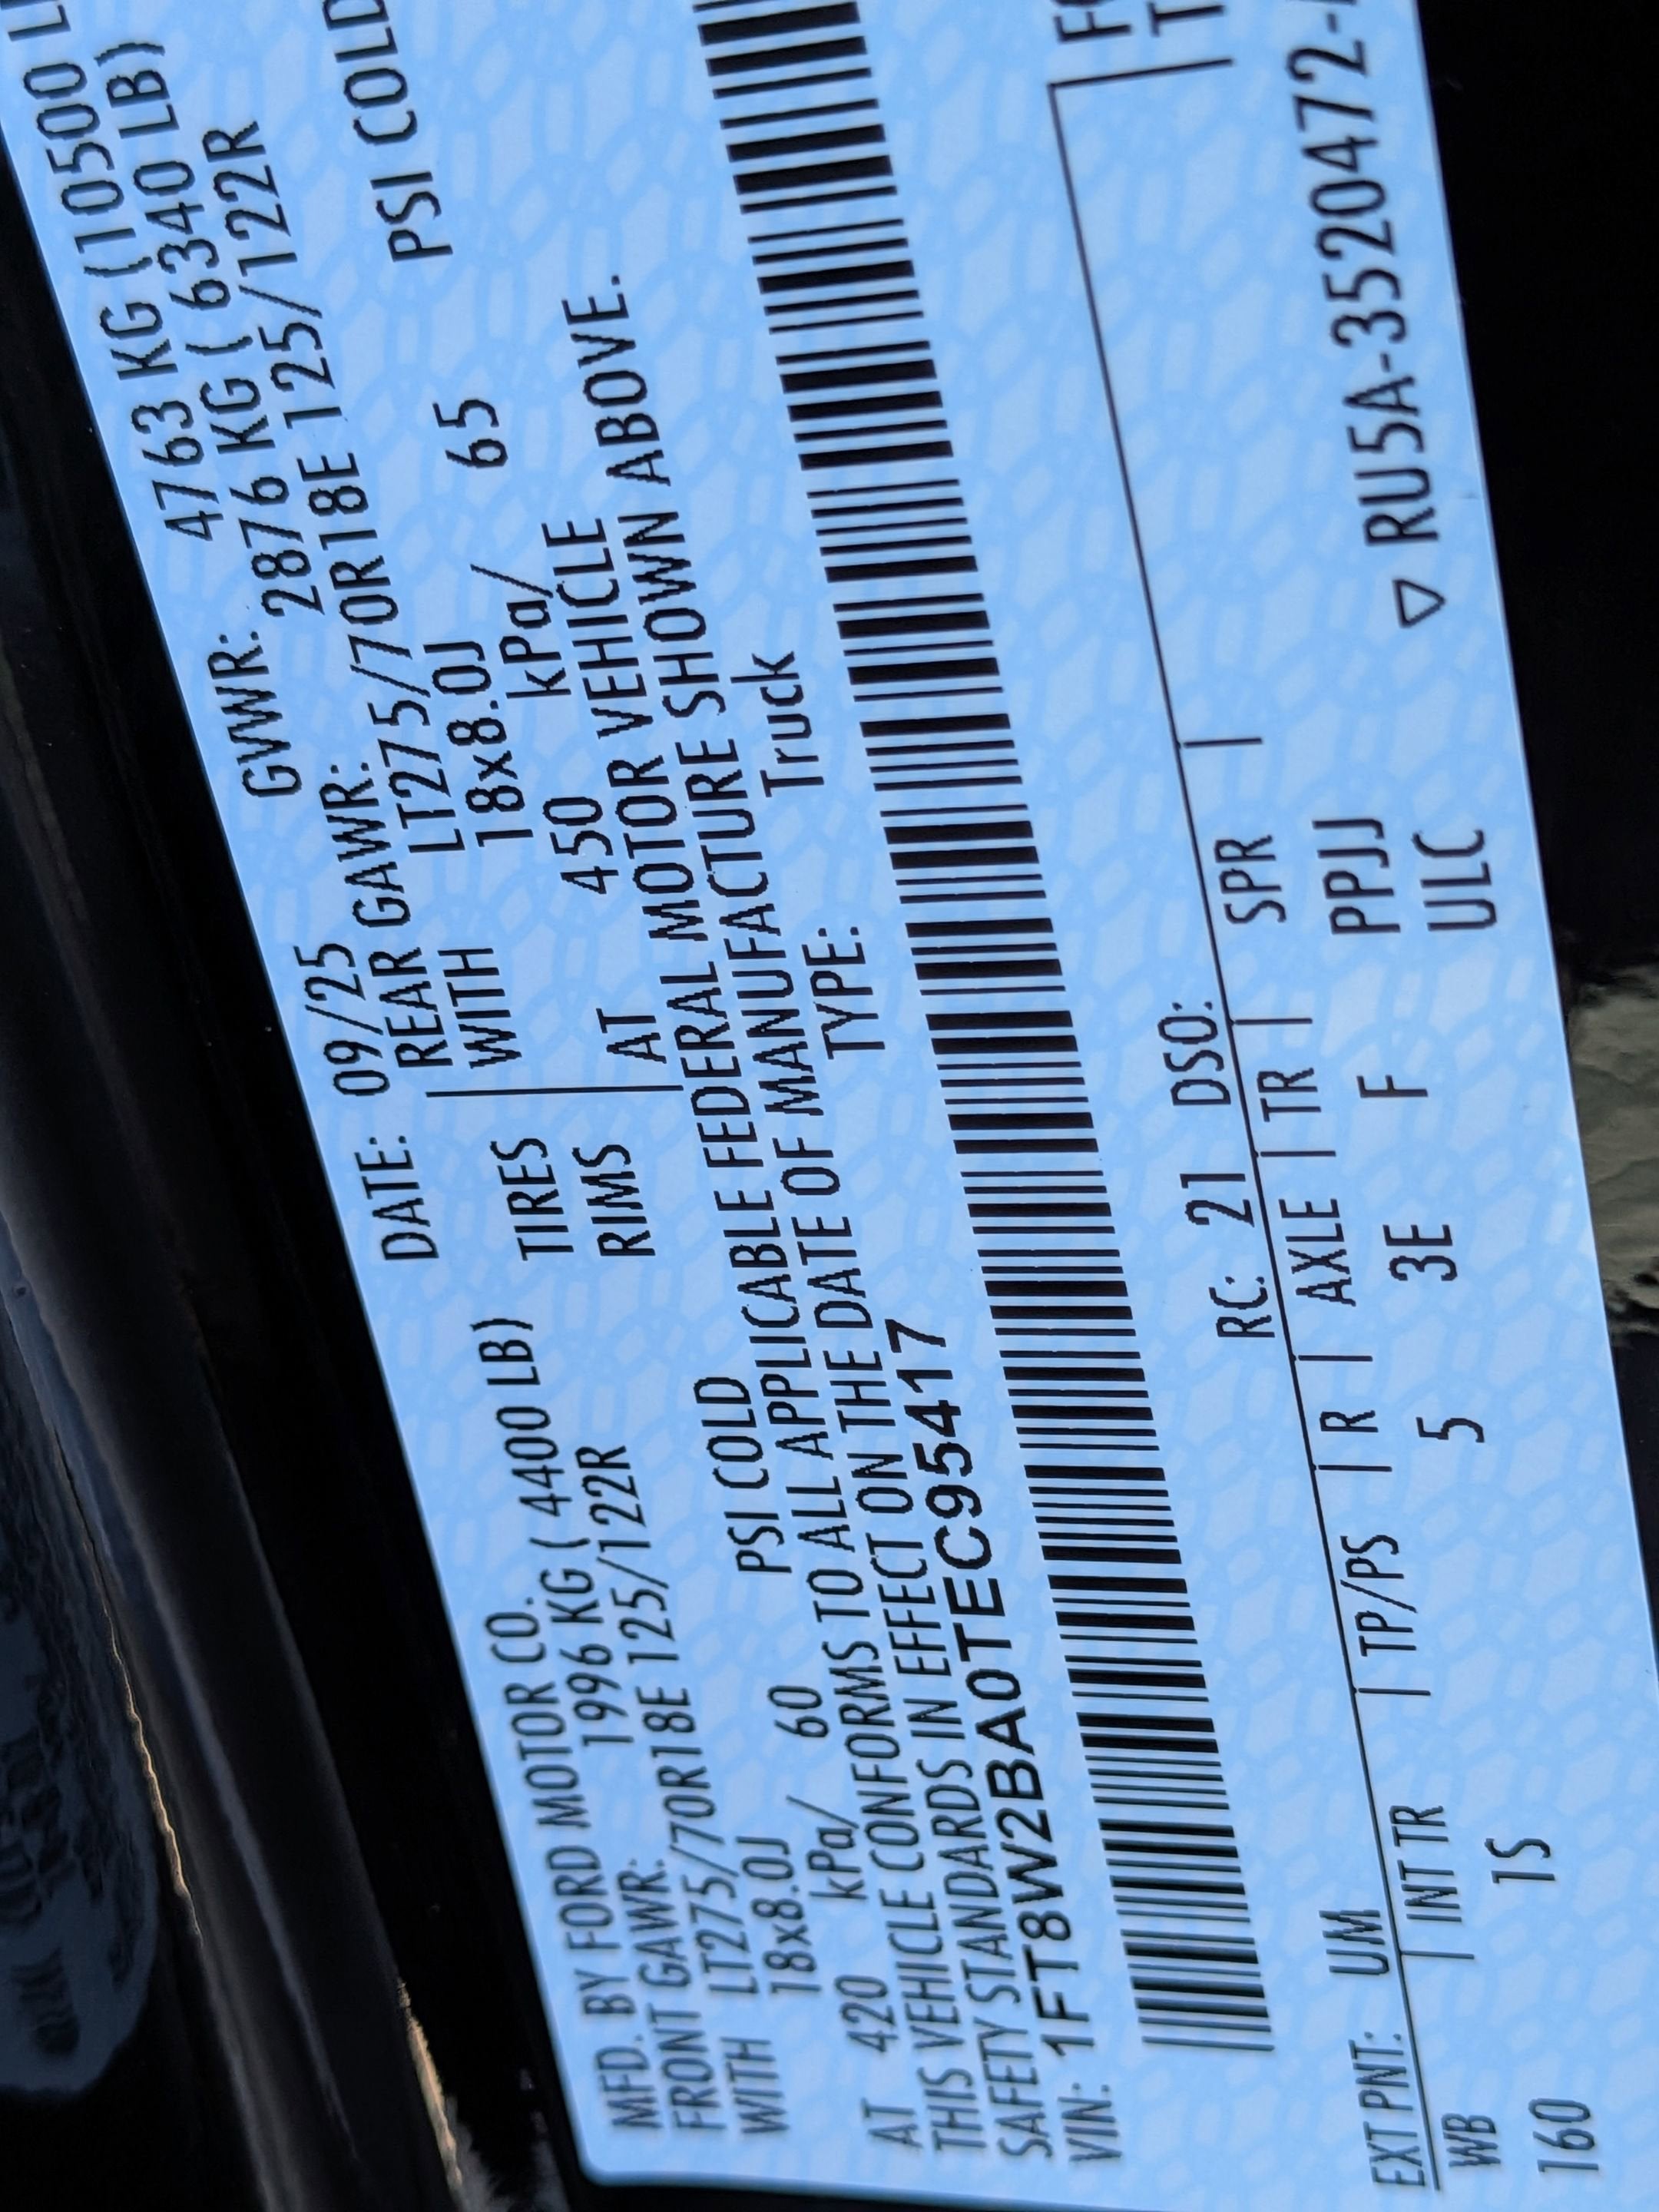 MFD. BY FORD MOTOR CO. DATE: 09/25 GVWR: 4763 KG (10500
FRONT GAWR: 1996 KG ( 4400 LB) REAR GAWR: 2876 KG ( 6340 LB)
WITH LT275/70R18E 125/122R TIRES WITH LT275/70R18E 125/122R
18x8.0J RIMS 18x8.0J
AT 420 kPa/ 60 PSI COLD AT 450 kPa/ 65 PSI COLD
THIS VEHICLE CONFORMS TO ALL APPLICABLE FEDERAL MOTOR VEHICLE
SAFETY STANDARDS IN EFFECT ON THE DATE OF MANUFACTURE SHOWN ABOVE.
VIN: 1FT8W2BA0TEC95417 TYPE: Truck
EXT PNT: UM RC: 21 DSO:
WB INT TR TP/PS R AXLE TR SPR
160 1S 5 3E F PPJJ
ULC
▽ RU5A-3520472-